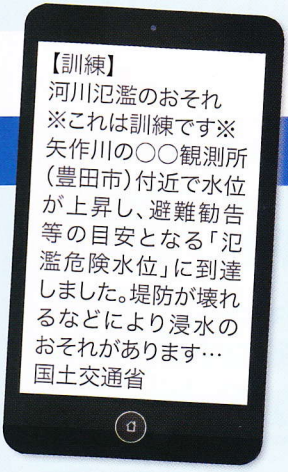 【訓練】
河川氾濫のおそれ
※これは訓練です※
矢作川の○○観測所
(豊田市)付近で水位
が上昇し、避難勧告
等の目安となる「氾
濫危険水位」に到達
しました。堤防が壊れ
るなどにより浸水の
おそれがあります…
国土交通省